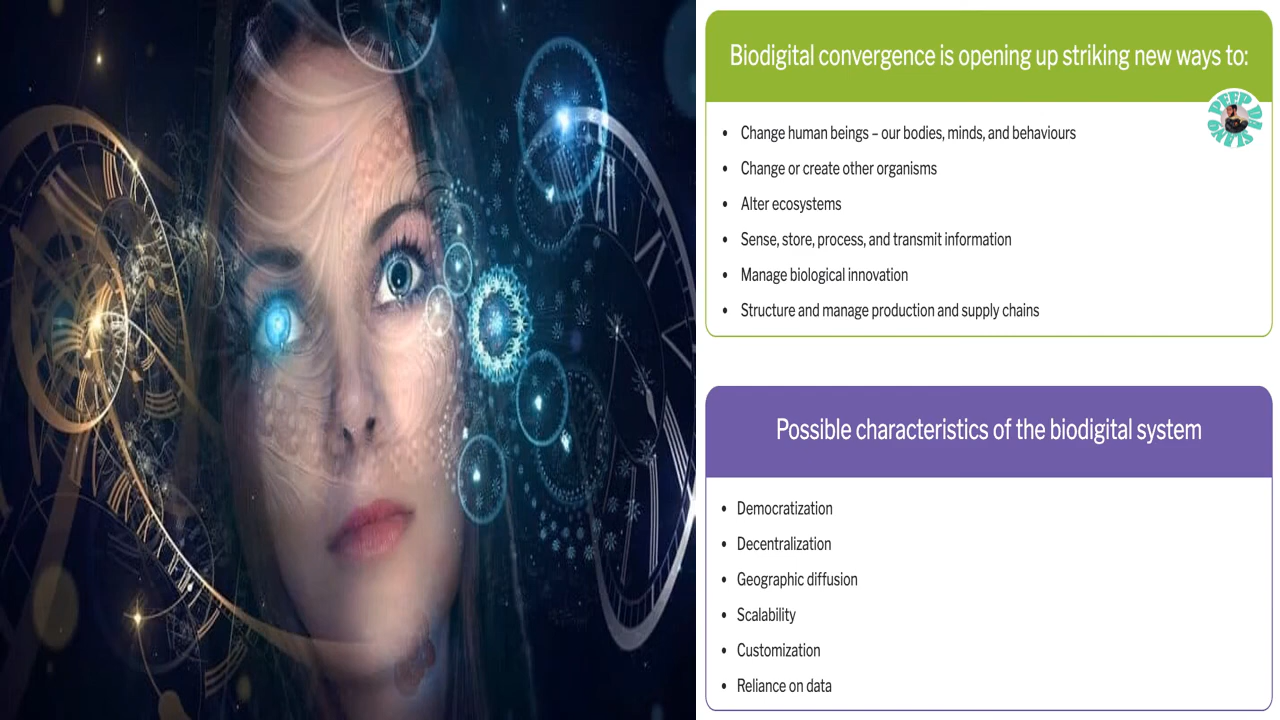 Biodigital convergence is opening up striking new ways to:
• Change human beings – our bodies, minds, and behaviours
• Change or create other organisms
• Alter ecosystems
• Sense, store, process, and transmit information
• Manage biological innovation
• Structure and manage production and supply chains
Possible characteristics of the biodigital system
• Democratization
• Decentralization
• Geographic diffusion
• Scalability
• Customization
• Reliance on data